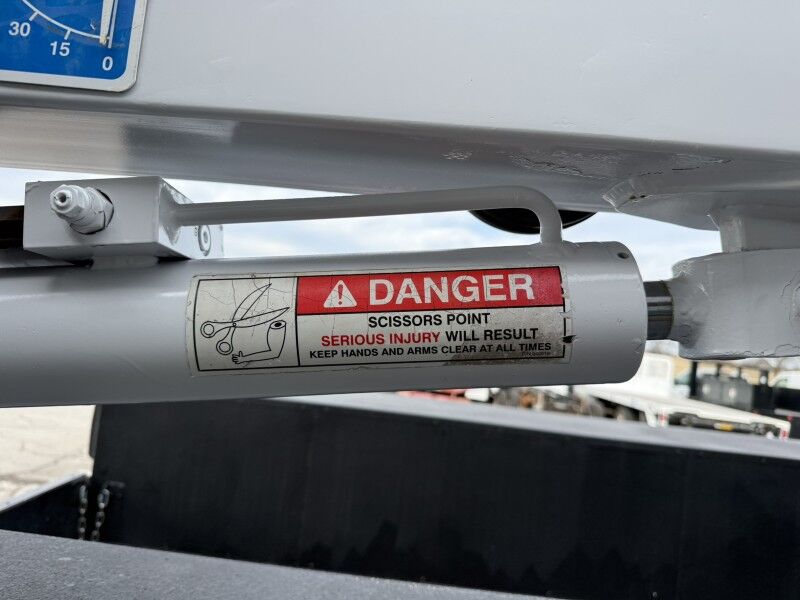 30
15
0
DANGER
SCISSORS POINT
SERIOUS INJURY WILL RESULT
KEEP HANDS AND ARMS CLEAR AT ALL TIMES